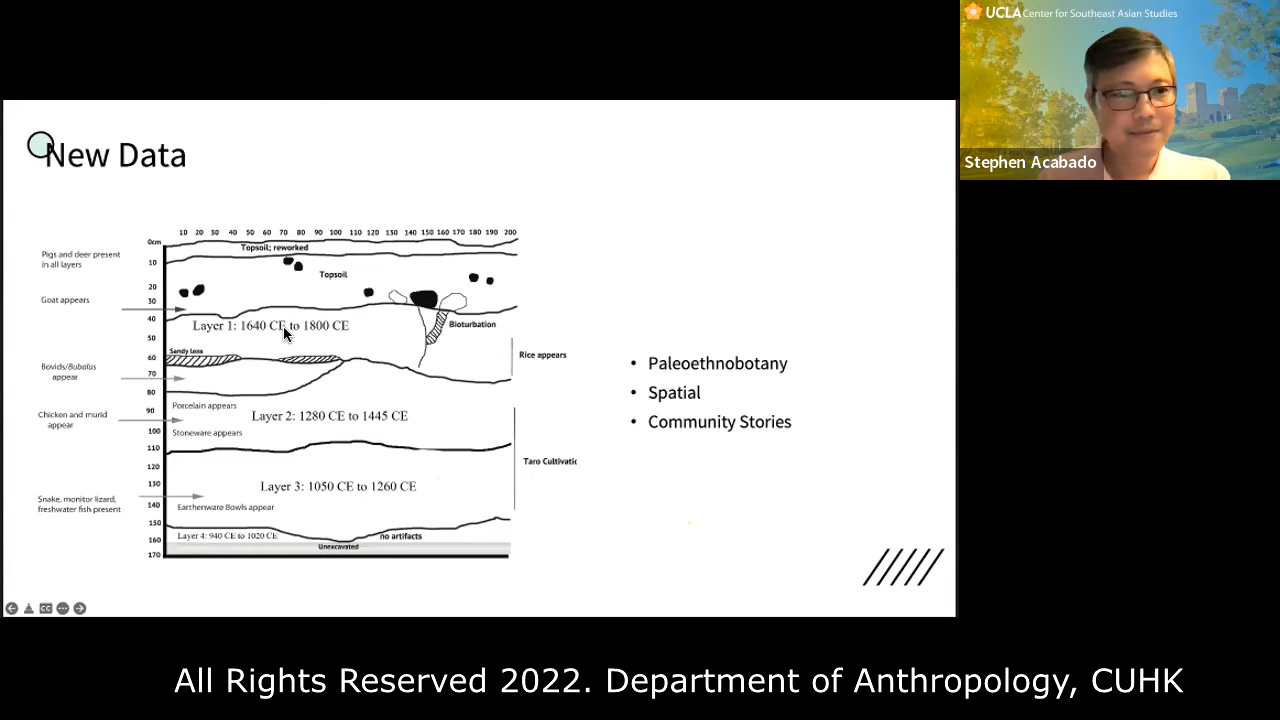 UCLA Center for Southeast Asian Studies
Stephen Acabado
New Data
10 20 30 40 50 60 70 80 90 100 110 120 130 140 150 160 170 180 190 200
0cm
Topsoil; reworked
Pigs and deer present
in all layers
10
Topsoil
20
Goat appears
30
40
Layer 1: 1640 CE to 1800 CE
Bioturbation
50
Sandy lens
60
Rice appears
Bovids/Bubalus
appear
70
80
Porcelain appears
90
Chicken and murid
appear
Layer 2: 1280 CE to 1445 CE
100
Stoneware appears
110
120
Taro Cultivatic
130
Layer 3: 1050 CE to 1260 CE
Snake, monitor lizard,
freshwater fish present
140
Earthenware Bowls appear
150
160
Layer 4: 940 CE to 1020 CE
no artifacts
Unexcavated
170
• Paleoethnobotany
• Spatial
• Community Stories
CC
All Rights Reserved 2022. Department of Anthropology, CUHK